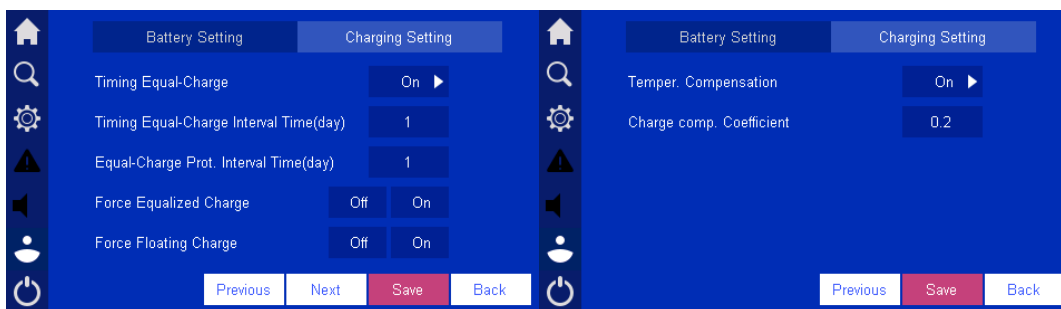 Battery Setting Charging Setting
Timing Equal-Charge On
Timing Equal-Charge Interval Time(day) 1
Equal-Charge Prot. Interval Time(day) 1
Force Equalized Charge Off On
Force Floating Charge Off On
Previous Next Save Back
Battery Setting Charging Setting
Temper. Compensation On
Charge comp. Coefficient 0.2
Previous Save Back